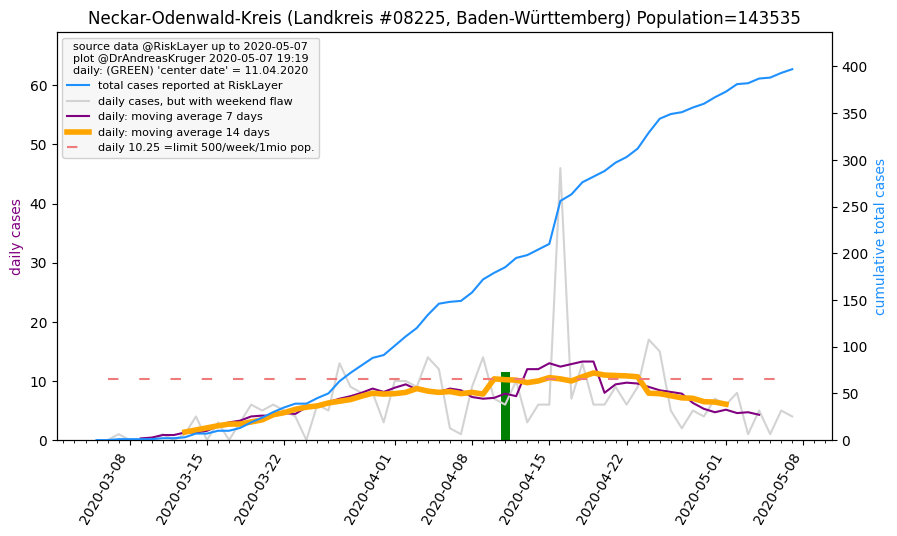 Neckar-Odenwald-Kreis (Landkreis #08225, Baden-Württemberg) Population=143535
source data @RiskLayer up to 2020-05-07
plot @DrAndreasKruger 2020-05-07 19:19
daily: (GREEN) 'center date' = 11.04.2020
total cases reported at RiskLayer
daily cases, but with weekend flaw
daily: moving average 7 days
daily: moving average 14 days
daily 10.25 =limit 500/week/1mio pop.
daily cases
0
10
20
30
40
50
60
cumulative total cases
0
50
100
150
200
250
300
350
400
2020-03-08
2020-03-15
2020-03-22
2020-04-01
2020-04-08
2020-04-15
2020-04-22
2020-05-01
2020-05-08